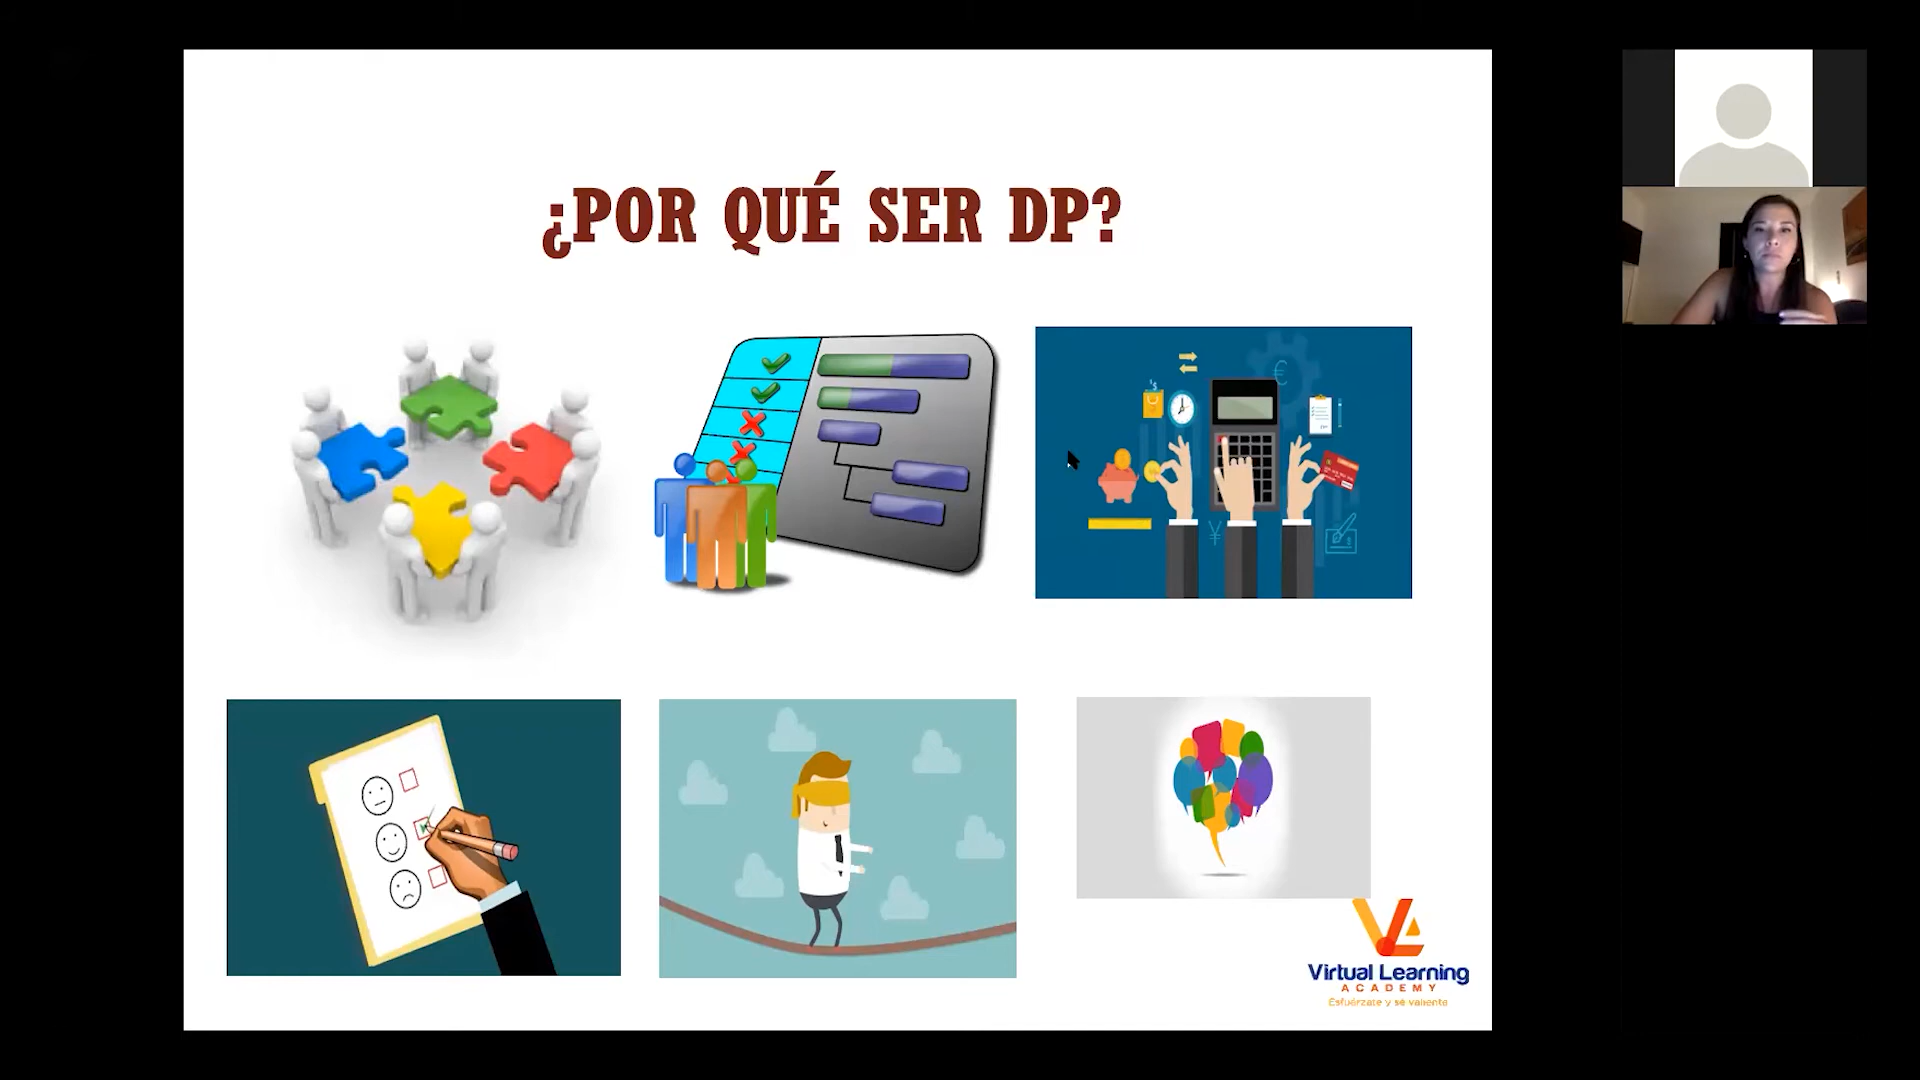 ¿POR QUÉ SER DP?
Virtual Learning
ACADEMY
Esfuérzate y sé valiente